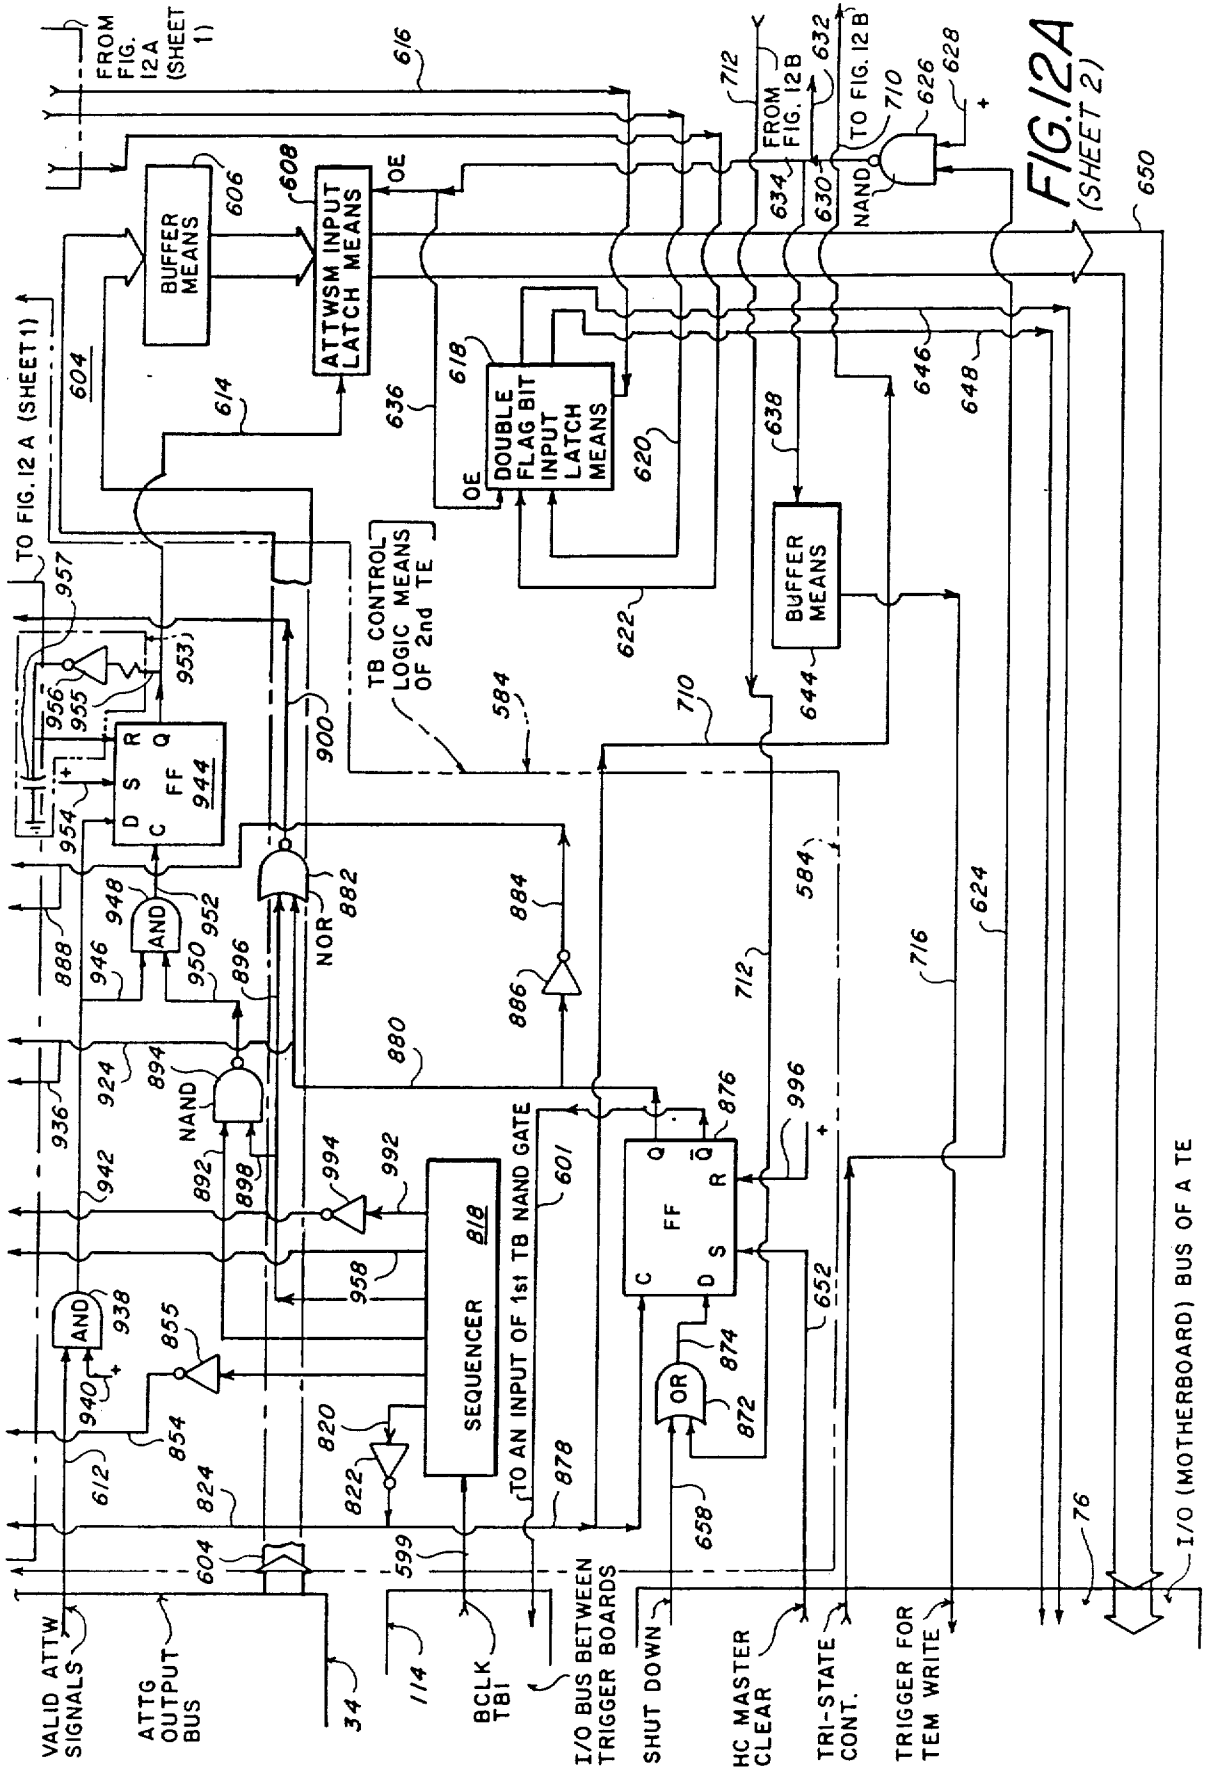 FIG. 12A
(SHEET 2)
FROM
FIG.
12A
(SHEET
1)
TO FIG. 12 A (SHEET 1)
VALID ATTW
SIGNALS
ATTG
OUTPUT
BUS
34
114
BCLK
TB1
I/O BUS BETWEEN
TRIGGER BOARDS
SHUT DOWN
HC MASTER
CLEAR
TRI-STATE
CONT.
TRIGGER FOR
TEM WRITE
76
I/O (MOTHERBOARD) BUS OF A TE
612
824
604
599
854
940
+
AND
938
855
820
822
SEQUENCER
818
958
992
994
892
898
NAND
894
942
936
924
946
950
888
AND
948
952
896
NOR
882
900
D
S
R
C
FF
Q
944
954
+
955
956
957
953
614
604
BUFFER
MEANS
606
ATTWSM INPUT
LATCH MEANS
608
OE
616
636
618
OE
DOUBLE
FLAG BIT
INPUT
LATCH
MEANS
620
622
646
648
TB CONTROL
LOGIC MEANS
OF 2nd TE
584
880
886
884
TO AN INPUT OF 1st TB NAND GATE
601
878
658
OR
872
874
C
D
S
R
FF
Q
Q̅
876
996
+
652
710
712
584
716
624
638
BUFFER
MEANS
644
712
FROM
FIG. 12B
634
632
630
TO FIG. 12B
710
NAND
626
628
+
650